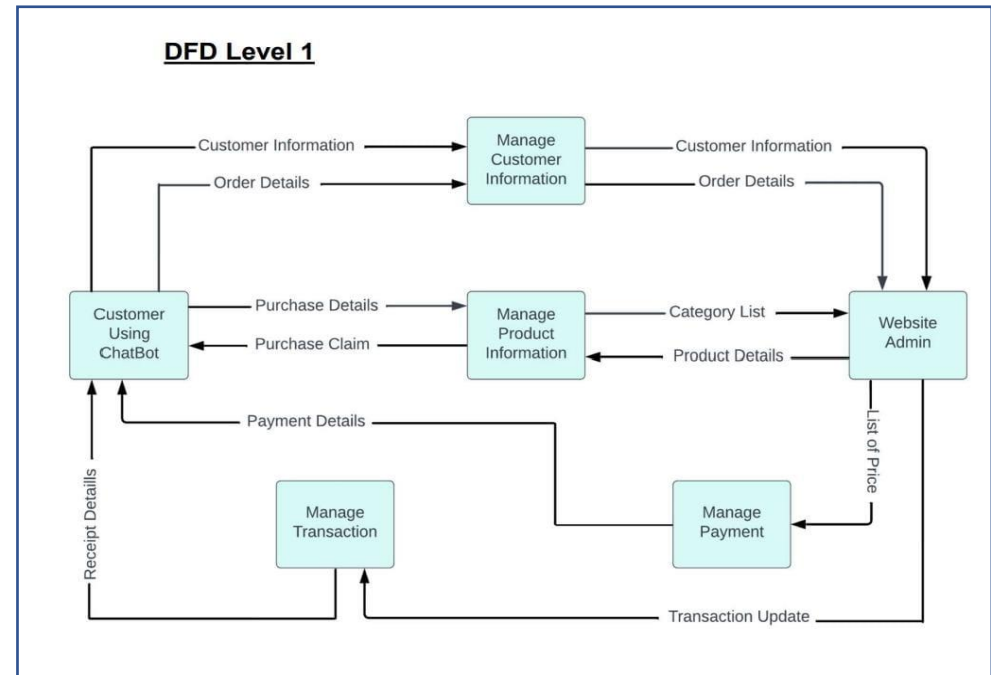 DFD Level 1
Customer Information
Manage
Customer
Information
Customer Information
Order Details
Order Details
Customer
Using
ChatBot
Purchase Details
Purchase Claim
Manage
Product
Information
Category List
Product Details
Website
Admin
Payment Details
List of Price
Receipt Detaills
Manage
Transaction
Manage
Payment
Transaction Update